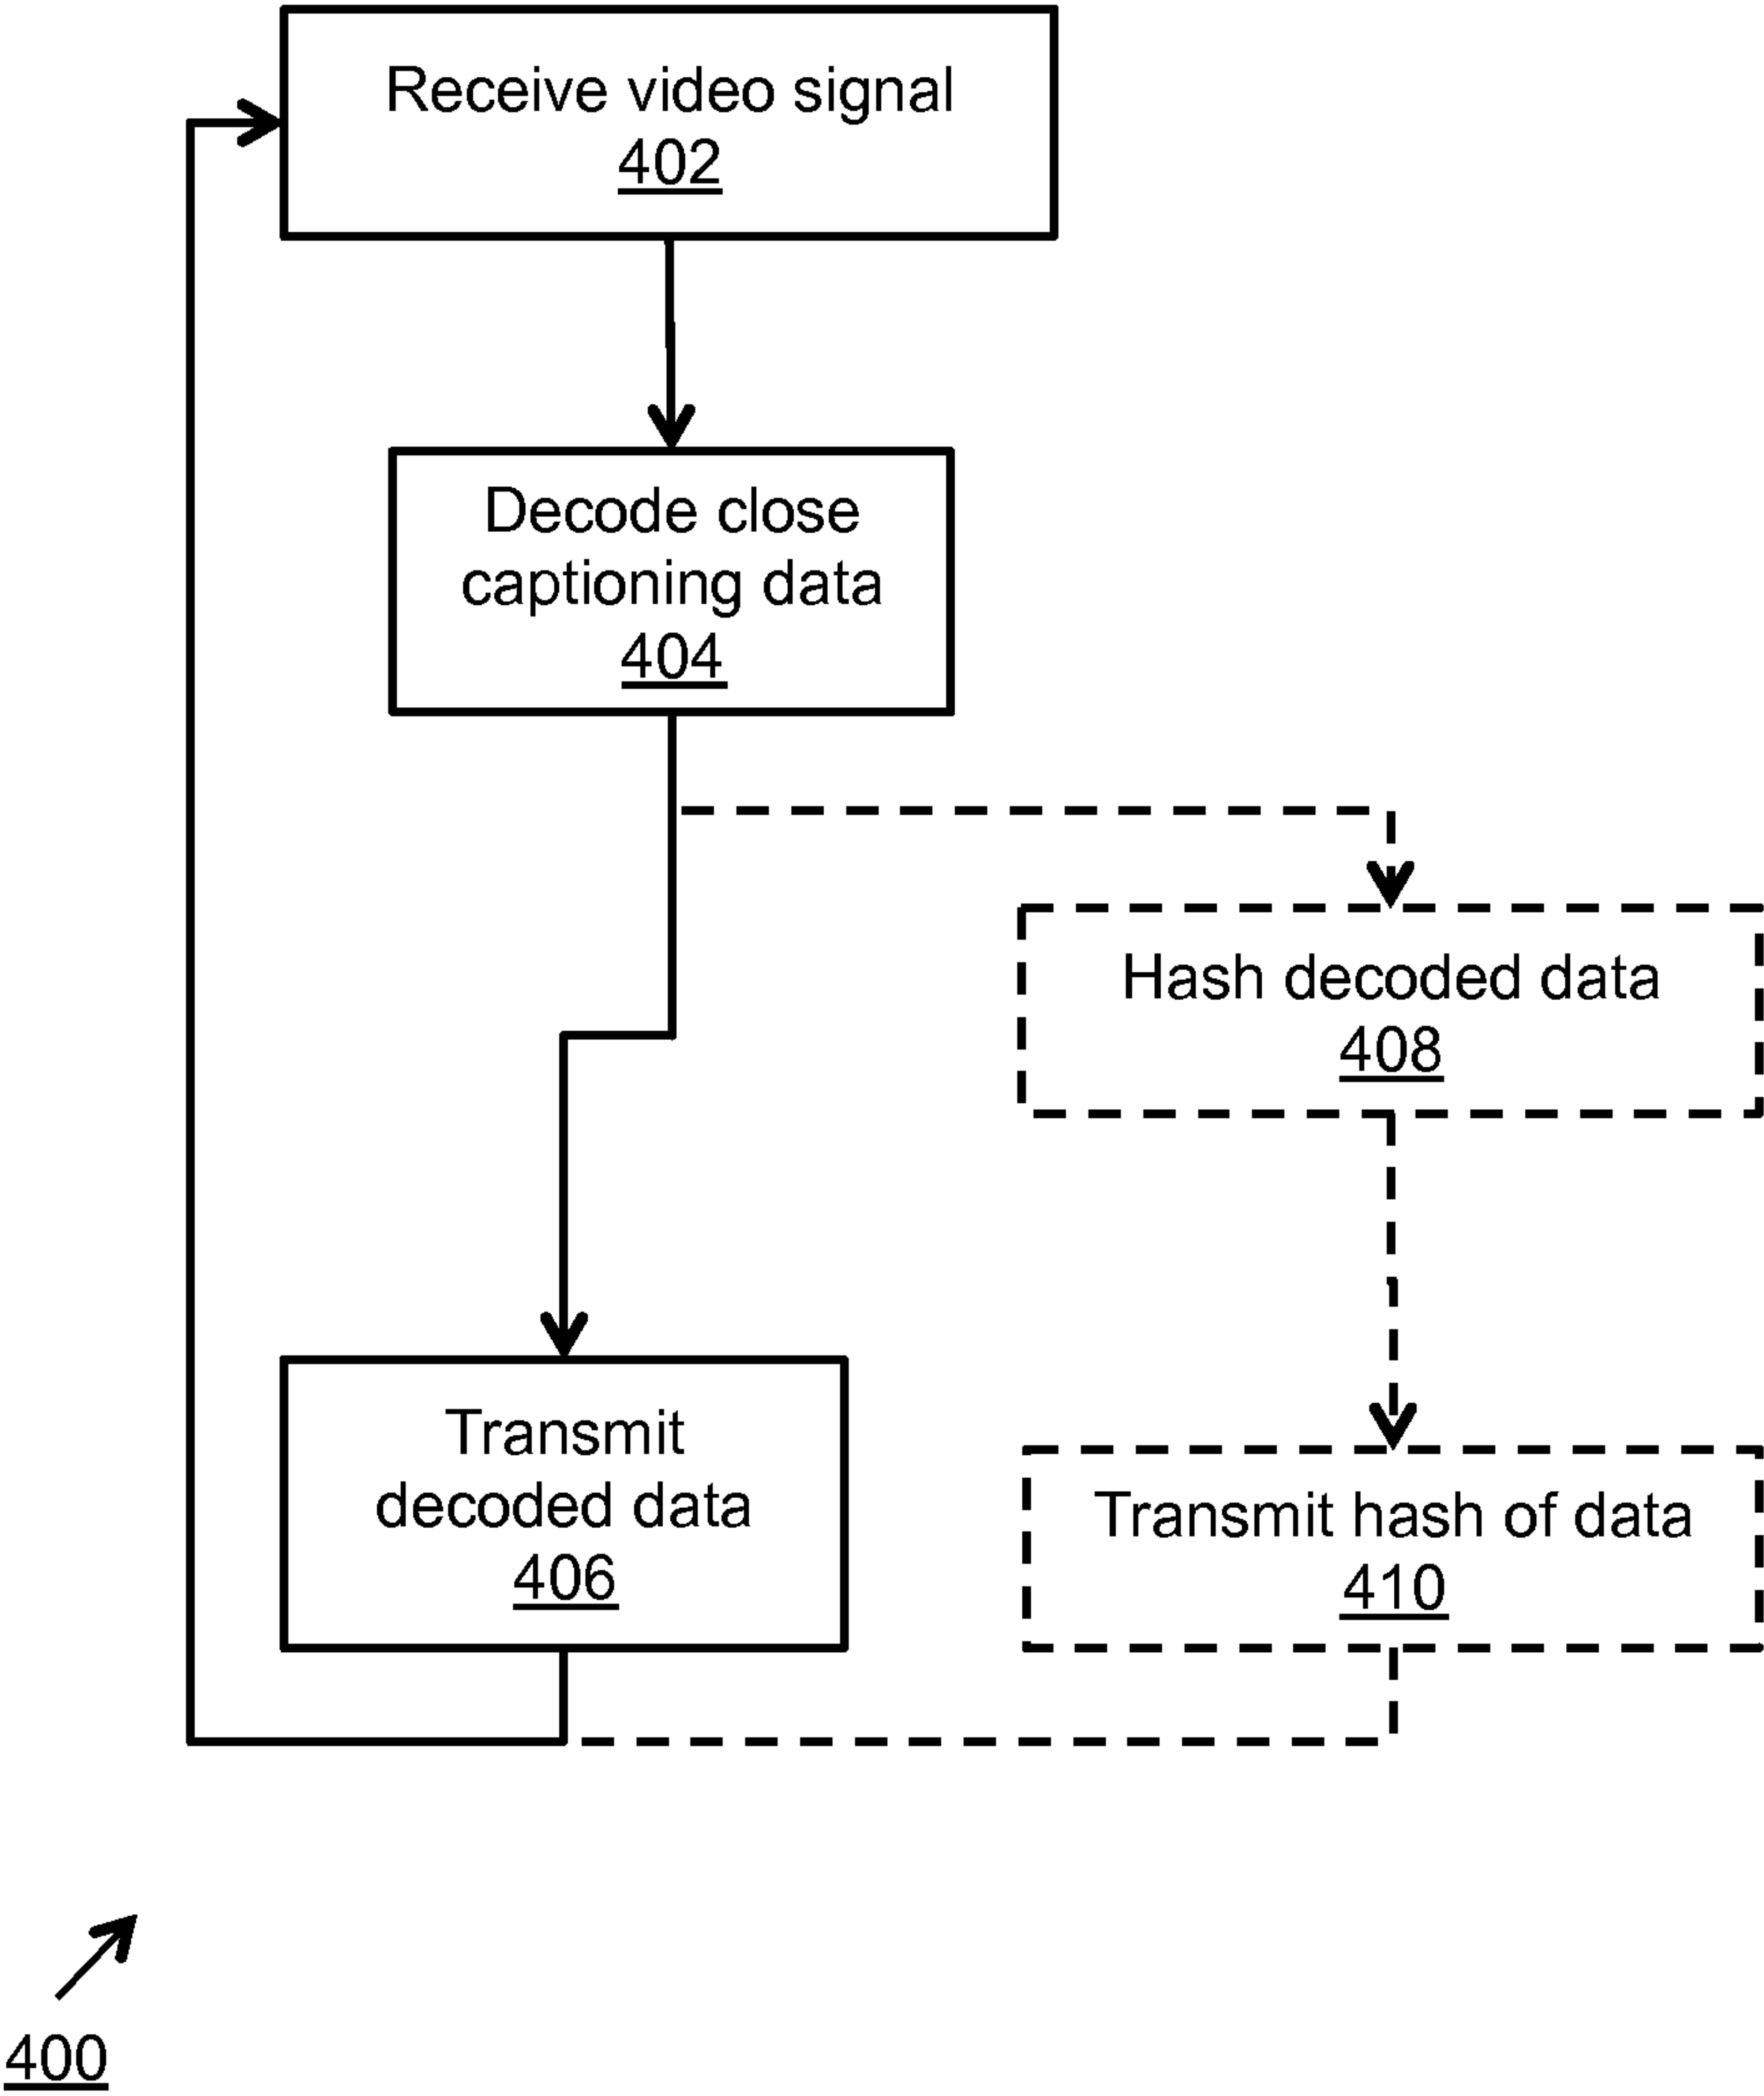 Receive video signal
402
Decode close
captioning data
404
Hash decoded data
408
Transmit
decoded data
406
Transmit hash of data
410
400